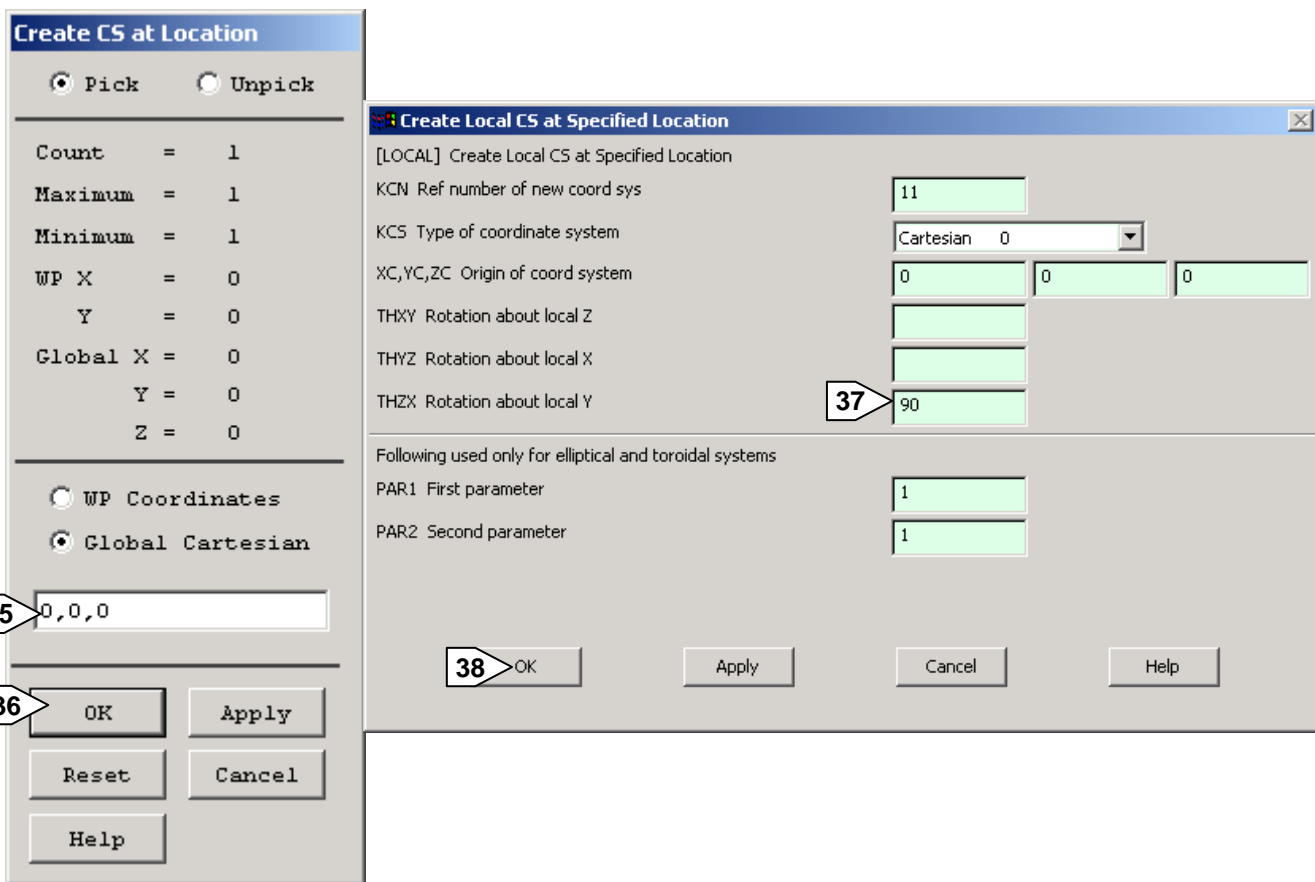 Create CS at Location
Pick Unpick
Count = 1
Maximum = 1
Minimum = 1
WP X = 0
Y = 0
Global X = 0
Y = 0
Z = 0
WP Coordinates
Global Cartesian
5 0,0,0
36 OK Apply
Reset Cancel
Help
Create Local CS at Specified Location
[LOCAL] Create Local CS at Specified Location
KCN Ref number of new coord sys 11
KCS Type of coordinate system Cartesian 0
XC,YC,ZC Origin of coord system 0 0 0
THXY Rotation about local Z
THYZ Rotation about local X
THZX Rotation about local Y 37 90
Following used only for elliptical and toroidal systems
PAR1 First parameter 1
PAR2 Second parameter 1
38 OK Apply Cancel Help